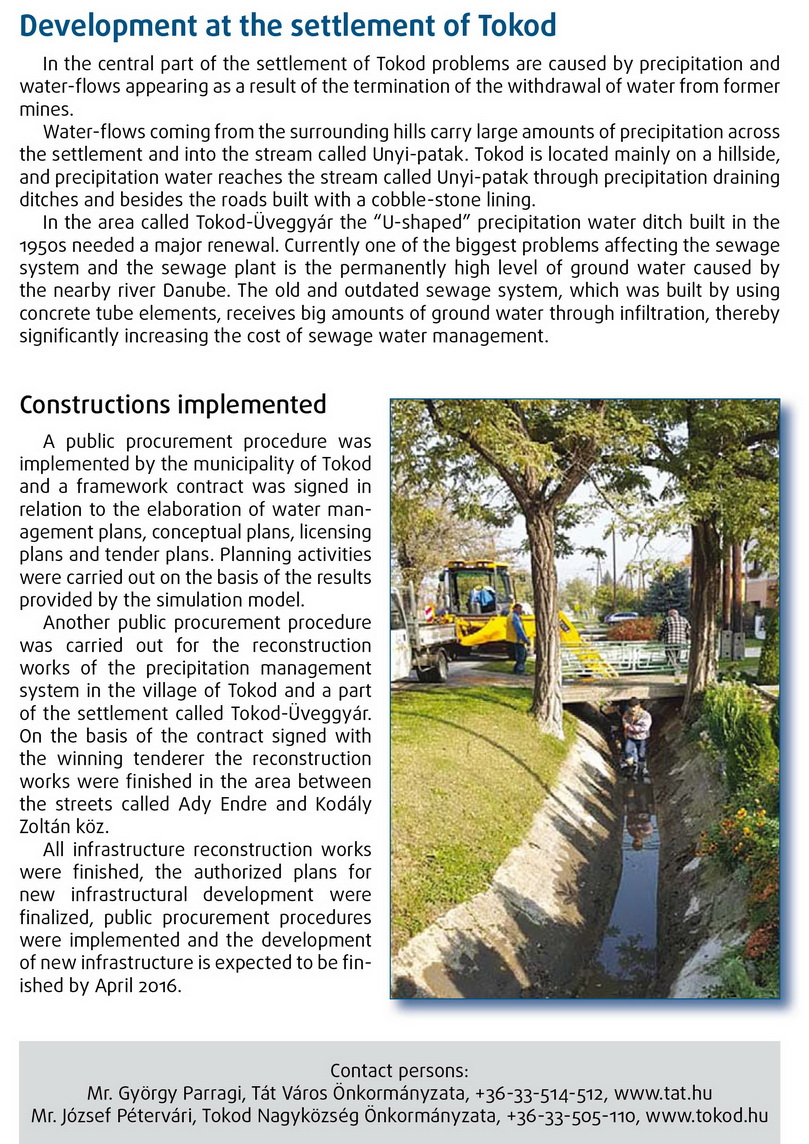 Development at the settlement of Tokod
In the central part of the settlement of Tokod problems are caused by precipitation and
water-flows appearing as a result of the termination of the withdrawal of water from former
mines.
Water-flows coming from the surrounding hills carry large amounts of precipitation across
the settlement and into the stream called Unyi-patak. Tokod is located mainly on a hillside,
and precipitation water reaches the stream called Unyi-patak through precipitation draining
ditches and besides the roads built with a cobble-stone lining.
In the area called Tokod-Üveggyár the “U-shaped” precipitation water ditch built in the
1950s needed a major renewal. Currently one of the biggest problems affecting the sewage
system and the sewage plant is the permanently high level of ground water caused by
the nearby river Danube. The old and outdated sewage system, which was built by using
concrete tube elements, receives big amounts of ground water through infiltration, thereby
significantly increasing the cost of sewage water management.
Constructions implemented
A public procurement procedure was
implemented by the municipality of Tokod
and a framework contract was signed in
relation to the elaboration of water man-
agement plans, conceptual plans, licensing
plans and tender plans. Planning activities
were carried out on the basis of the results
provided by the simulation model.
Another public procurement procedure
was carried out for the reconstruction
works of the precipitation management
system in the village of Tokod and a part
of the settlement called Tokod-Üveggyár.
On the basis of the contract signed with
the winning tenderer the reconstruction
works were finished in the area between
the streets called Ady Endre and Kodály
Zoltán köz.
All infrastructure reconstruction works
were finished, the authorized plans for
new infrastructural development were
finalized, public procurement procedures
were implemented and the development
of new infrastructure is expected to be fin-
ished by April 2016.
Contact persons:
Mr. György Parragi, Tát Város Önkormányzata, +36-33-514-512, www.tat.hu
Mr. József Pétervári, Tokod Nagyközség Önkormányzata, +36-33-505-110, www.tokod.hu